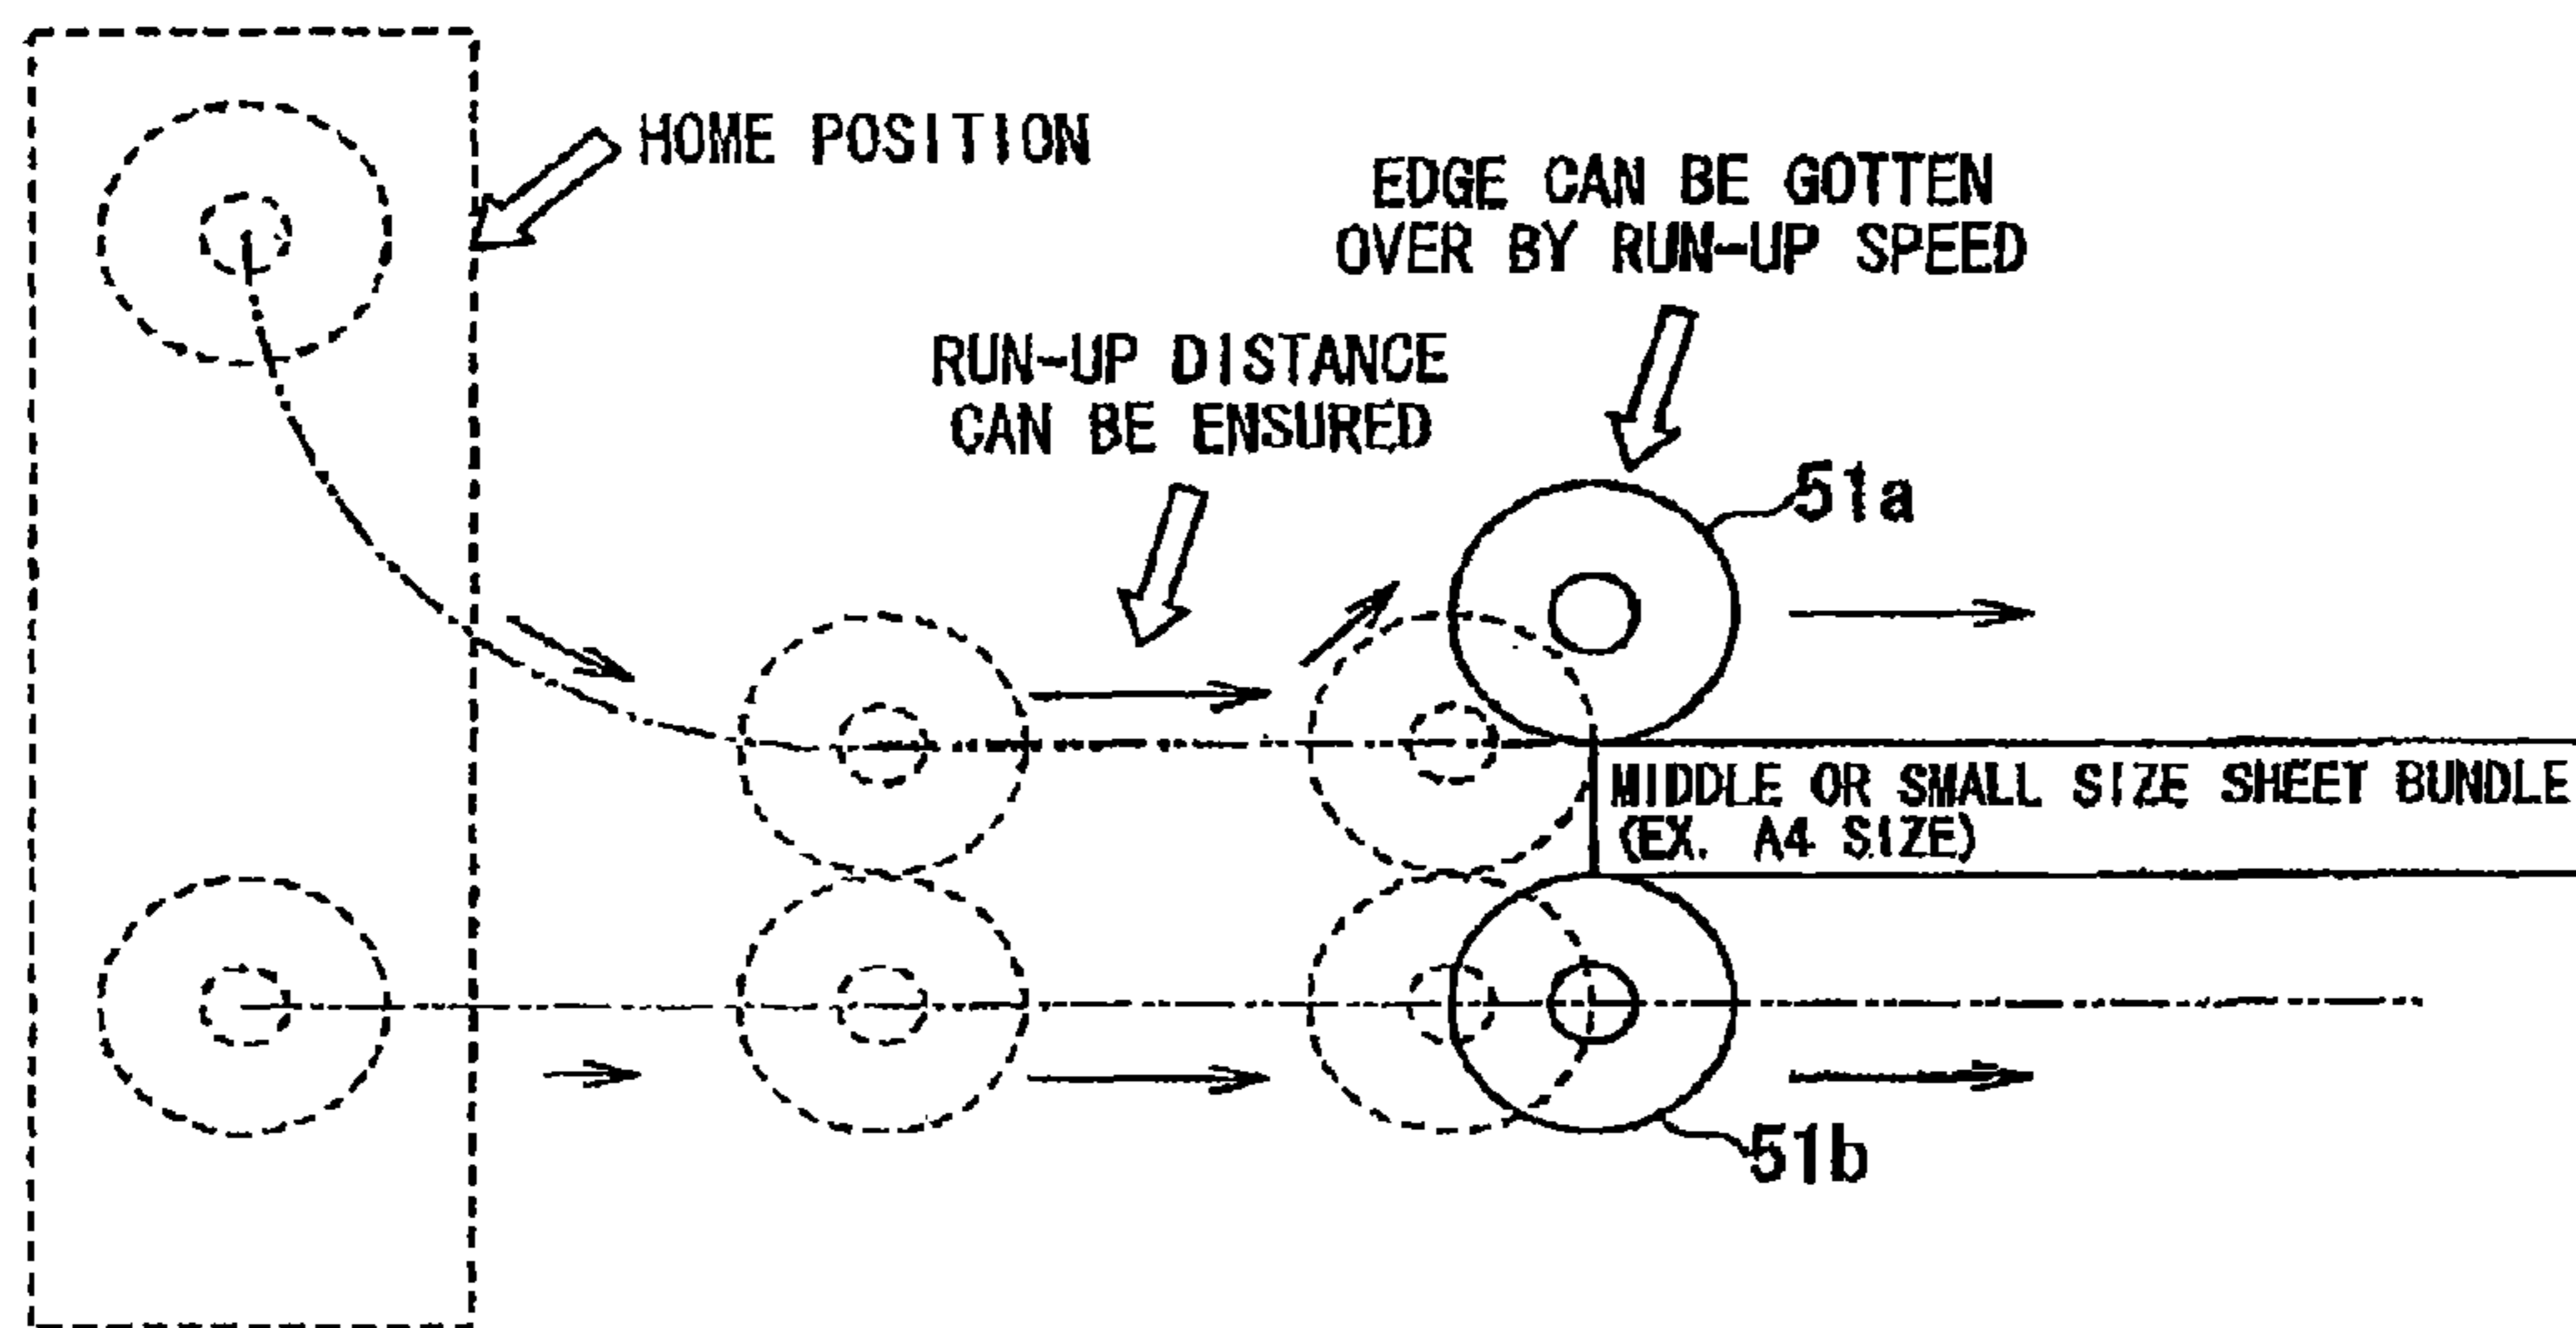 HOME POSITION
EDGE CAN BE GOTTEN
OVER BY RUN-UP SPEED
RUN-UP DISTANCE
CAN BE ENSURED
51a
MIDDLE OR SMALL SIZE SHEET BUNDLE
(EX. A4 SIZE)
51b